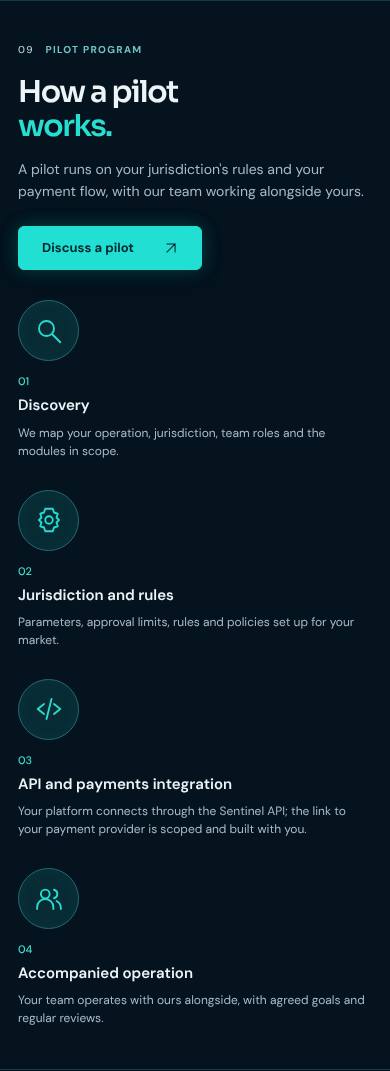 09 PILOT PROGRAM
How a pilot
works.
A pilot runs on your jurisdiction's rules and your
payment flow, with our team working alongside yours.
Discuss a pilot
01
Discovery
We map your operation, jurisdiction, team roles and the
modules in scope.
02
Jurisdiction and rules
Parameters, approval limits, rules and policies set up for your
market.
03
API and payments integration
Your platform connects through the Sentinel API; the link to
your payment provider is scoped and built with you.
04
Accompanied operation
Your team operates with ours alongside, with agreed goals and
regular reviews.